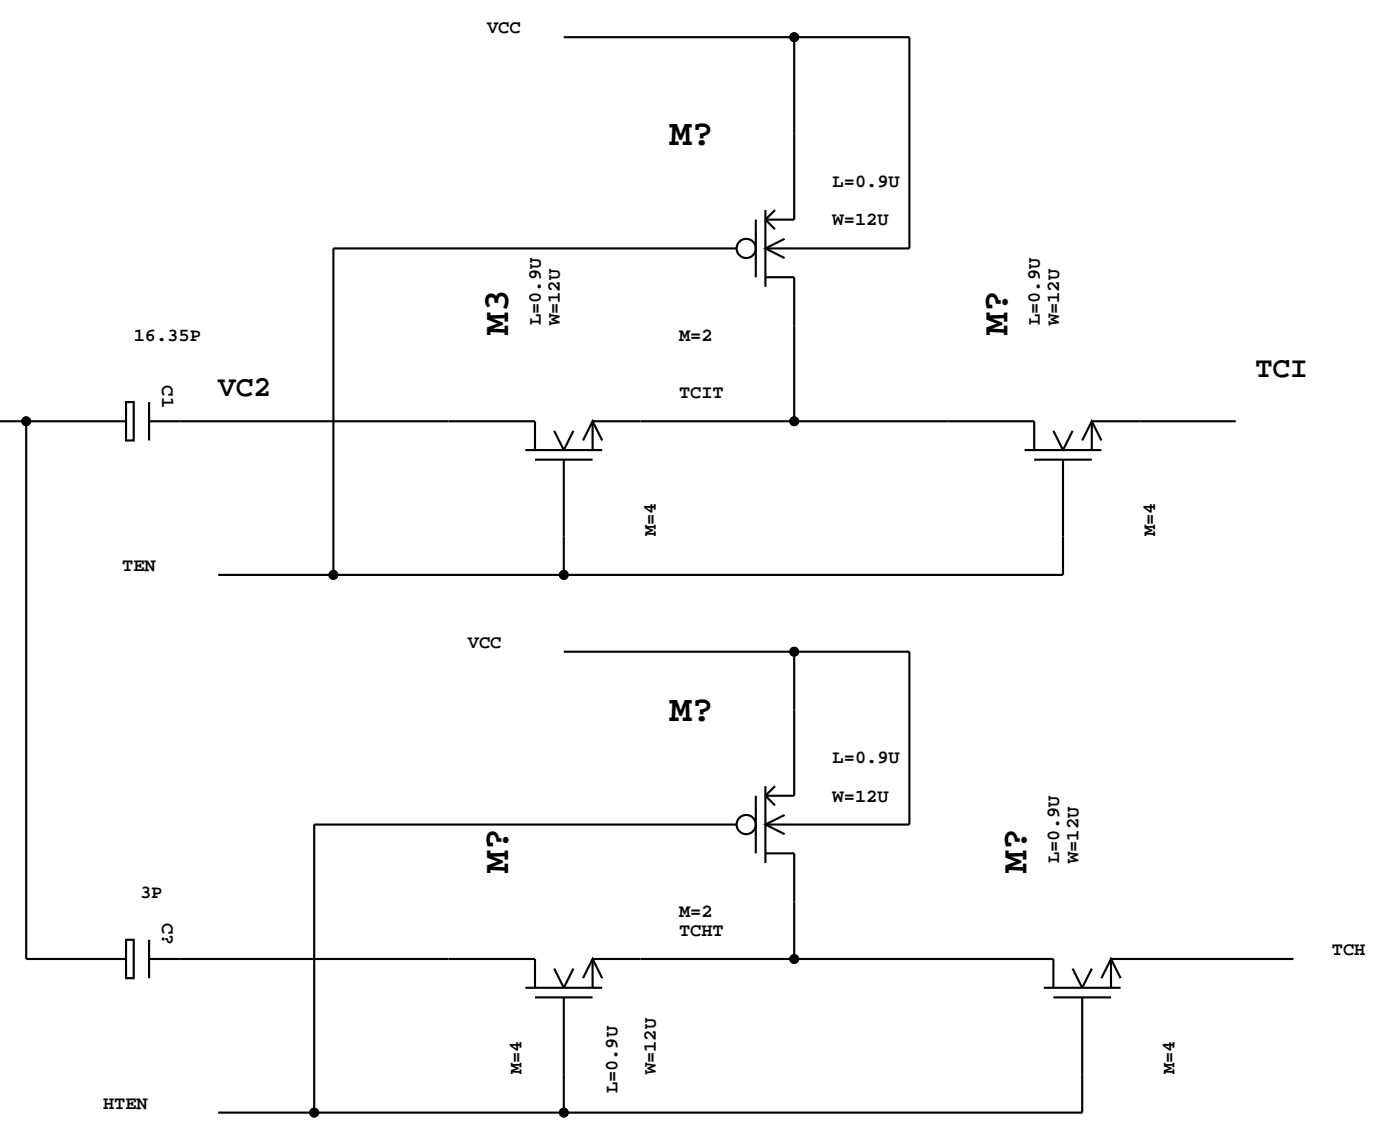 VCC
M?
L=0.9U
W=12U
M3
L=0.9U
W=12U
M?
L=0.9U
W=12U
16.35P
M=2
C1
VC2
TCIT
TCI
M=4
M=4
TEN
VCC
M?
L=0.9U
W=12U
M?
M?
L=0.9U
W=12U
3P
C?
M=2
TCHT
TCH
M=4
L=0.9U
W=12U
M=4
HTEN